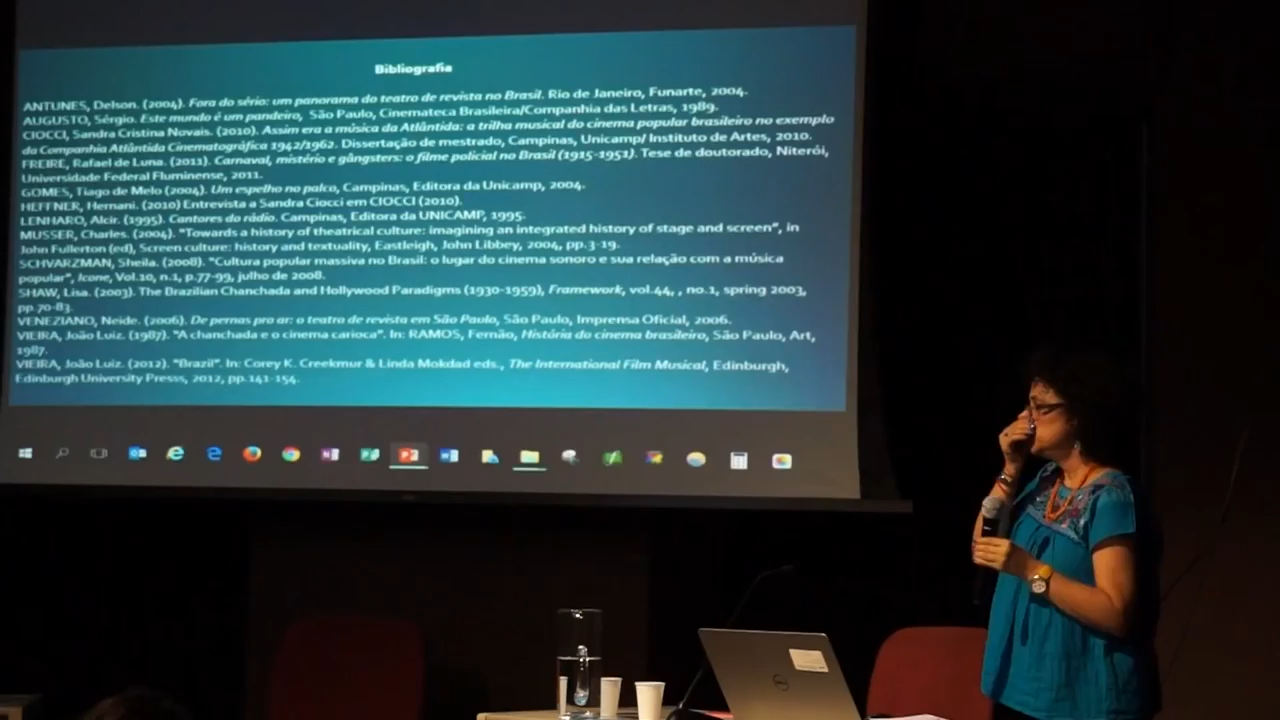 Bibliografia
ANTUNES, Delson. (2004). Fora do sério: um panorama do teatro de revista no Brasil. Rio de Janeiro, Funarte, 2004.
AUGUSTO, Sérgio. Este mundo é um pandeiro, São Paulo, Cinemateca Brasileira/Companhia das Letras, 1989.
CIOCCI, Sandra Cristina Novais. (2010). Assim era a música da Atlântida: a trilha musical do cinema popular brasileiro no exemplo
da Companhia Atlântida Cinematográfica 1942/1962. Dissertação de mestrado, Campinas, Unicamp/ Instituto de Artes, 2010.
FREIRE, Rafael de Luna. (2011). Carnaval, mistério e gângsters: o filme policial no Brasil (1915-1951). Tese de doutorado, Niterói,
Universidade Federal Fluminense, 2011.
GOMES, Tiago de Melo (2004). Um espelho no palco, Campinas, Editora da Unicamp, 2004.
HEFFNER, Hernani. (2010) Entrevista a Sandra Ciocci em CIOCCI (2010).
LENHARO, Alcir. (1995). Cantores do rádio. Campinas, Editora da UNICAMP, 1995.
MUSSER, Charles. (2004). "Towards a history of theatrical culture: imagining an integrated history of stage and screen", in
John Fullerton (ed), Screen culture: history and textuality, Eastleigh, John Libbey, 2004, pp.3-19.
SCHVARZMAN, Sheila. (2008). "Cultura popular massiva no Brasil: o lugar do cinema sonoro e sua relação com a música
popular", Icone, Vol.10, n.1, p.77-99, julho de 2008.
SHAW, Lisa. (2003). The Brazilian Chanchada and Hollywood Paradigms (1930-1959), Framework, vol.44, , no.1, spring 2003,
pp.70-83.
VENEZIANO, Neide. (2006). De pernas pro ar: o teatro de revista em São Paulo, São Paulo, Imprensa Oficial, 2006.
VIEIRA, João Luiz. (1987). "A chanchada e o cinema carioca". In: RAMOS, Fernão, História do cinema brasileiro, São Paulo, Art,
1987.
VIEIRA, João Luiz. (2012). "Brazil". In: Corey K. Creekmur & Linda Mokdad eds., The International Film Musical, Edinburgh,
Edinburgh University Presss, 2012, pp.141-154.
DELL